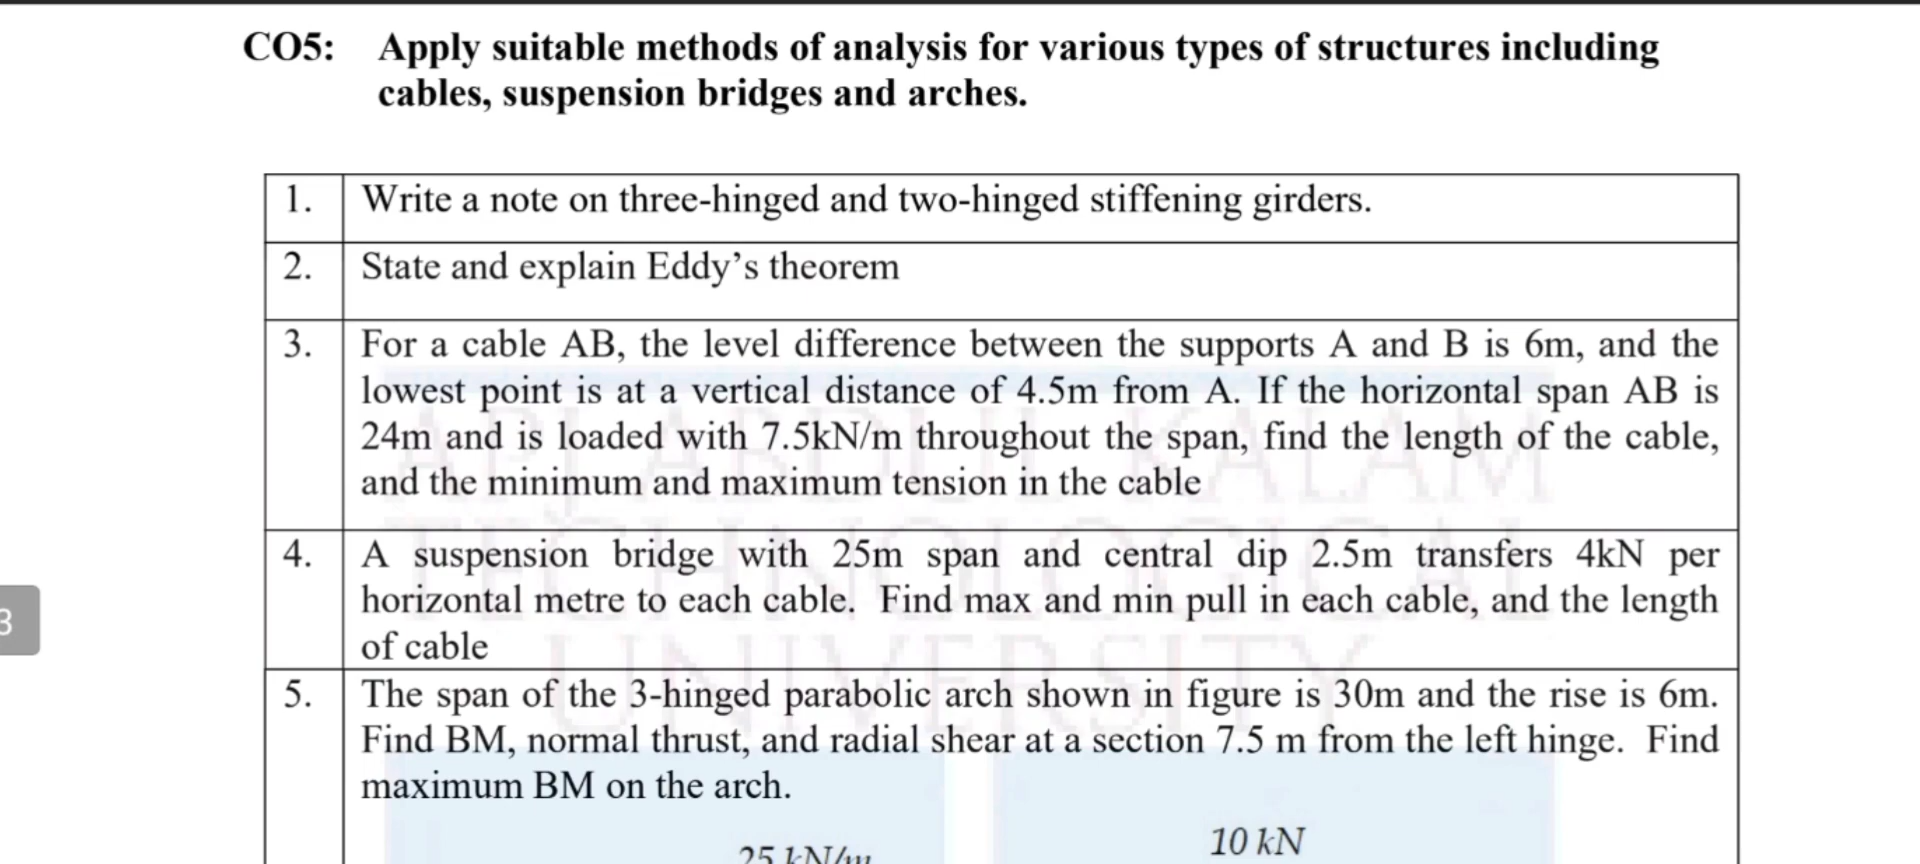 CO5: Apply suitable methods of analysis for various types of structures including
cables, suspension bridges and arches.
1. Write a note on three-hinged and two-hinged stiffening girders.
2. State and explain Eddy's theorem
3. For a cable AB, the level difference between the supports A and B is 6m, and the
lowest point is at a vertical distance of 4.5m from A. If the horizontal span AB is
24m and is loaded with 7.5kN/m throughout the span, find the length of the cable,
and the minimum and maximum tension in the cable
4. A suspension bridge with 25m span and central dip 2.5m transfers 4kN per
horizontal metre to each cable. Find max and min pull in each cable, and the length
of cable
5. The span of the 3-hinged parabolic arch shown in figure is 30m and the rise is 6m.
Find BM, normal thrust, and radial shear at a section 7.5 m from the left hinge. Find
maximum BM on the arch.
10 kN
25 kN/m
API ABDUL KALAM
TECHNOLOGICAL
UNIVERSITY
3